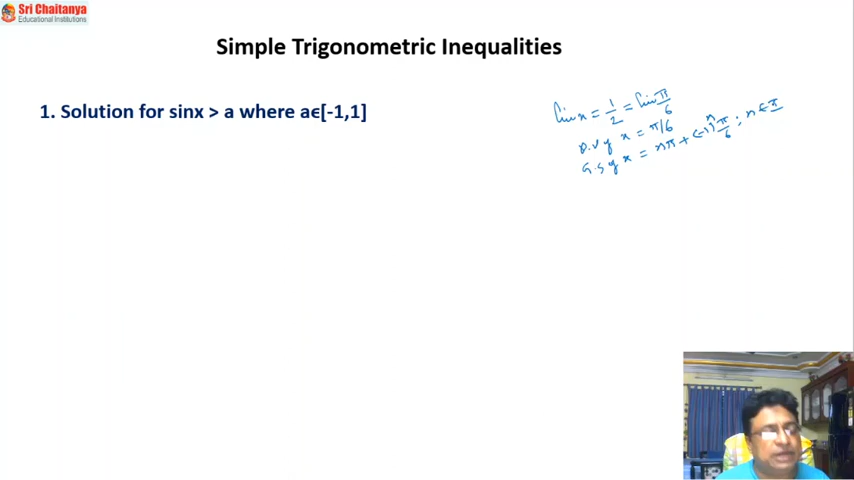 Sri Chaitanya
Educational Institutions
Simple Trigonometric Inequalities
1. Solution for sinx > a where aϵ[-1,1]
sin x = 1/2 = sin π/6
P.V of x = π/6
G.S of x = nπ + (-1)^n π/6 ; n ∈